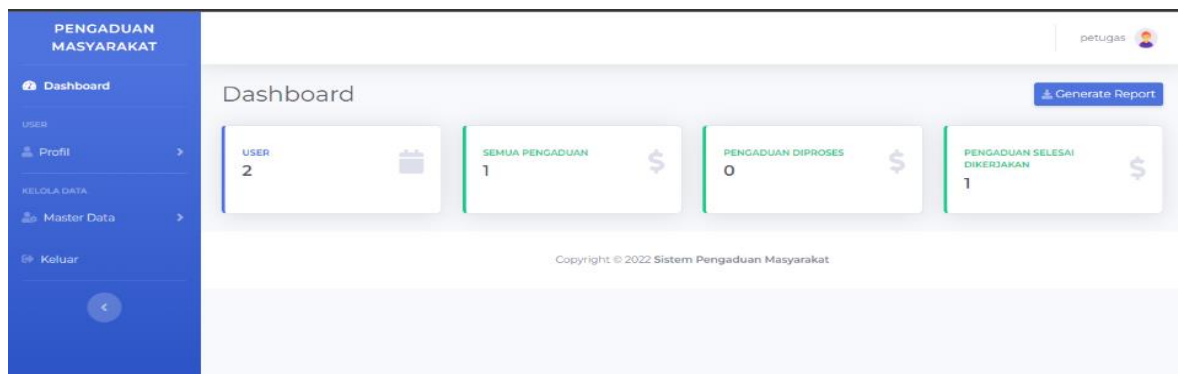 PENGADUAN
MASYARAKAT
Dashboard
USER
Profil
KELOLA DATA
Master Data
Keluar
petugas
Dashboard
Generate Report
USER
2
SEMUA PENGADUAN
1
PENGADUAN DIPROSES
0
PENGADUAN SELESAI
DIKERJAKAN
1
Copyright © 2022 Sistem Pengaduan Masyarakat